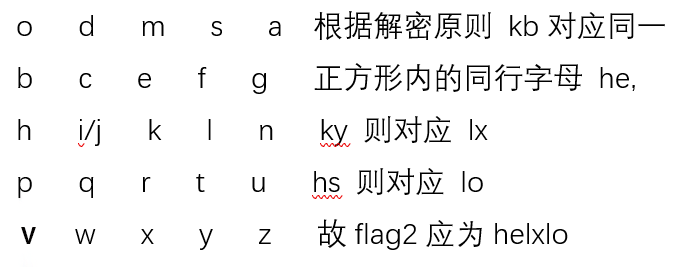 o d m s a 根据解密原则 kb 对应同一
b c e f g 正方形内的同行字母 he,
h i/j k l n ky 则对应 lx
p q r t u hs 则对应 lo
v w x y z 故 flag2 应为 helxlo